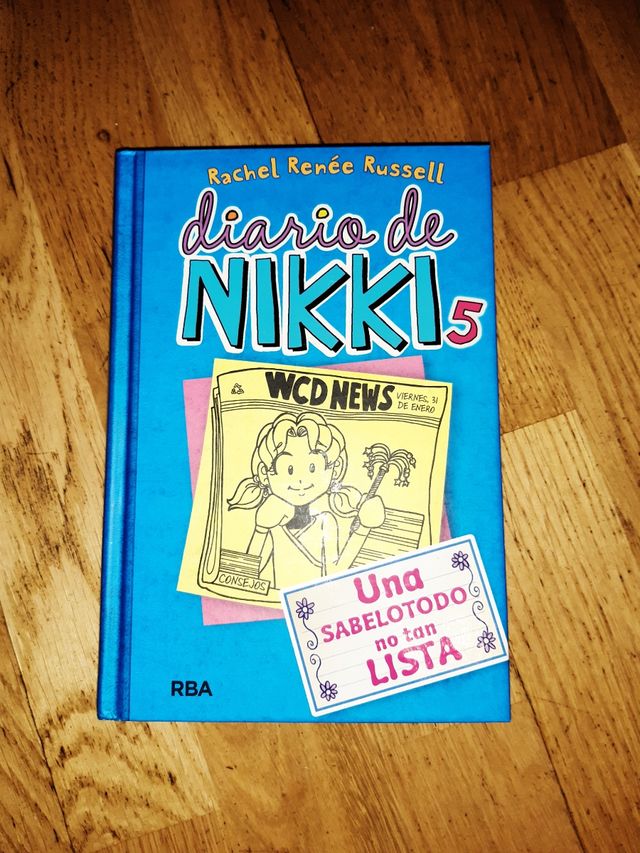 Rachel Renée Russell
diario de
NIKKI 5
WCD NEWS
VIERNES, 31
DE ENERO
CONSEJOS
Una
SABELOTODO
no tan
LISTA
RBA